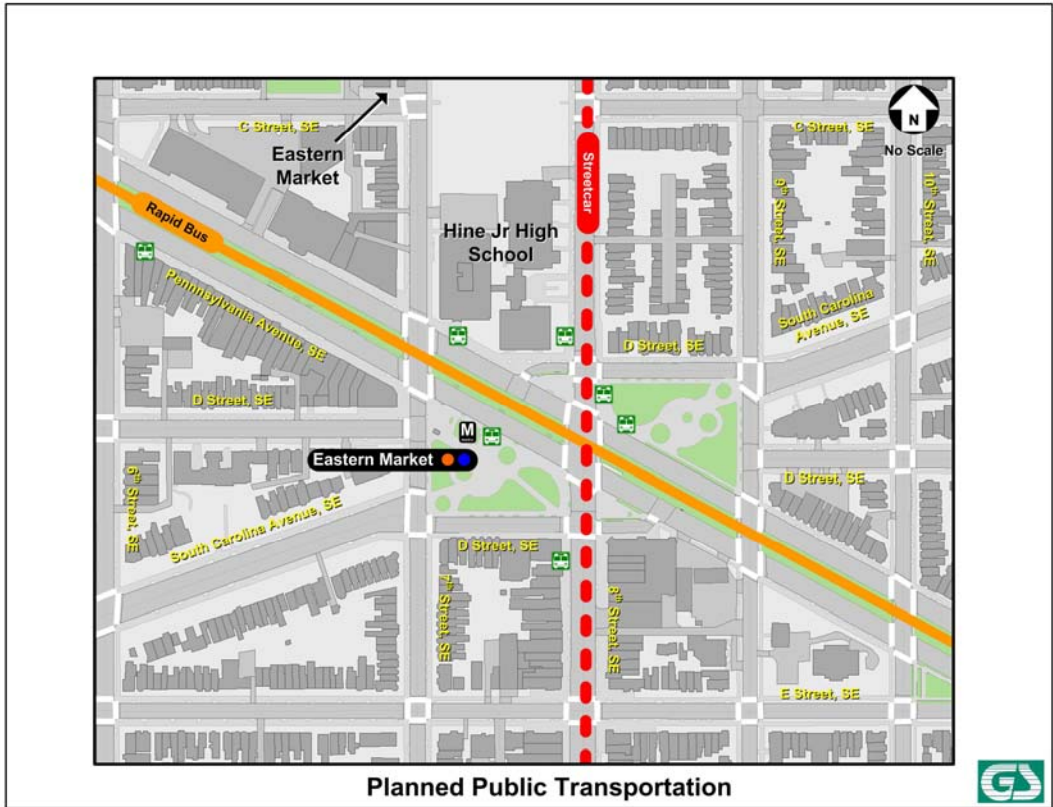 C Street, SE
Eastern
Market
C Street, SE
N
No Scale
Streetcar
Rapid Bus
Hine Jr High
School
9th Street, SE
10th Street, SE
South Carolina
Avenue, SE
Pennnsylvania Avenue, SE
D Street, SE
D Street, SE
M
Eastern Market
6th Street, SE
D Street, SE
South Carolina Avenue, SE
D Street, SE
7th Street, SE
8th Street, SE
E Street, SE
Planned Public Transportation
GS